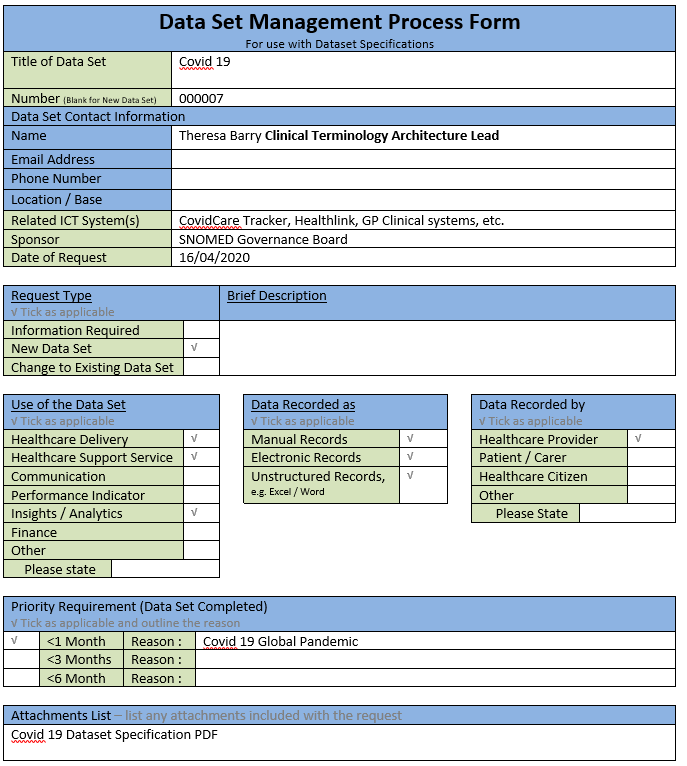 Data Set Management Process Form
For use with Dataset Specifications
Title of Data Set Covid 19
Number (Blank for New Data Set) 000007
Data Set Contact Information
Name Theresa Barry Clinical Terminology Architecture Lead
Email Address
Phone Number
Location / Base
Related ICT System(s) CovidCare Tracker, Healthlink, GP Clinical systems, etc.
Sponsor SNOMED Governance Board
Date of Request 16/04/2020
Request Type Brief Description
√ Tick as applicable
Information Required
New Data Set √
Change to Existing Data Set
Use of the Data Set
√ Tick as applicable
Healthcare Delivery √
Healthcare Support Service √
Communication
Performance Indicator
Insights / Analytics √
Finance
Other
Please state
Data Recorded as
√ Tick as applicable
Manual Records √
Electronic Records √
Unstructured Records, √
e.g. Excel / Word
Data Recorded by
√ Tick as applicable
Healthcare Provider √
Patient / Carer
Healthcare Citizen
Other
Please State
Priority Requirement (Data Set Completed)
√ Tick as applicable and outline the reason
√ <1 Month Reason : Covid 19 Global Pandemic
<3 Months Reason :
<6 Month Reason :
Attachments List – list any attachments included with the request
Covid 19 Dataset Specification PDF